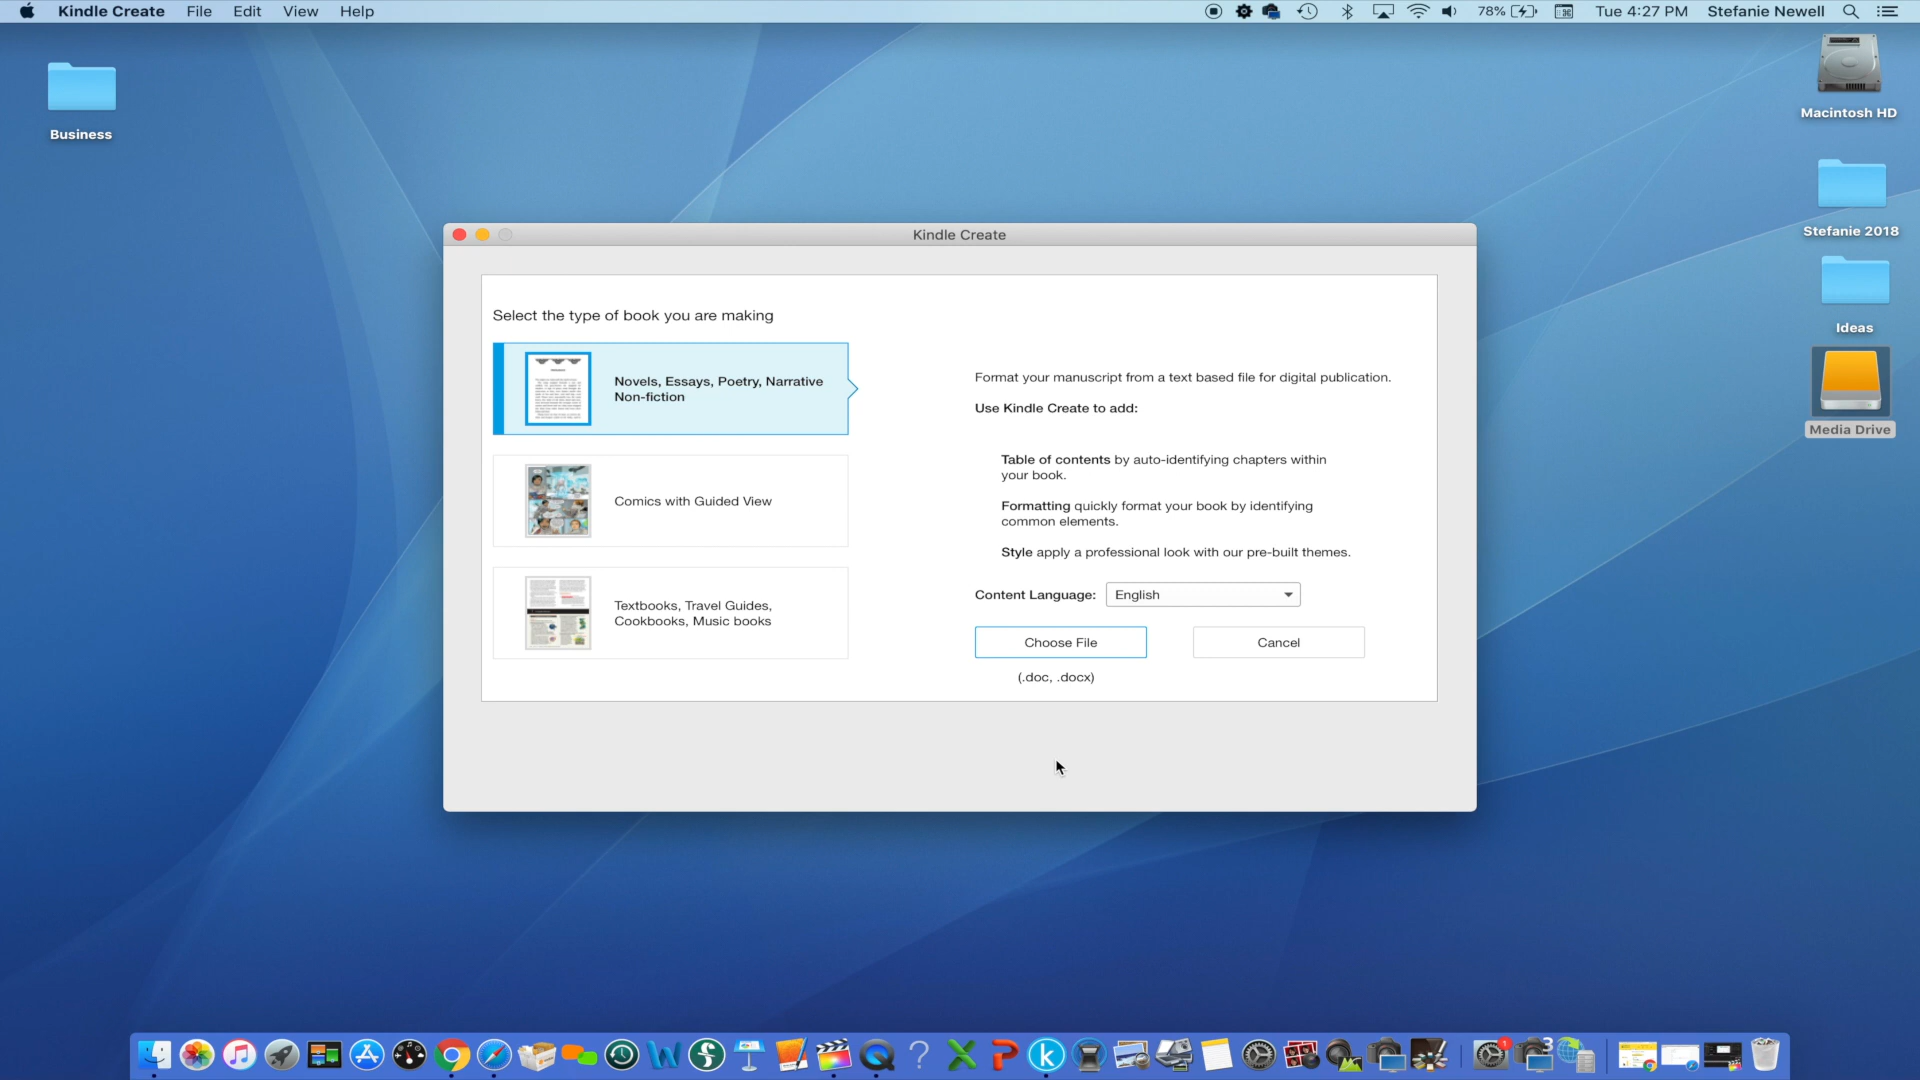 Kindle Create File Edit View Help
78% Tue 4:27 PM Stefanie Newell
Business
Macintosh HD
Stefanie 2018
Ideas
Media Drive
Kindle Create
Select the type of book you are making
Novels, Essays, Poetry, Narrative
Non-fiction
Comics with Guided View
Textbooks, Travel Guides,
Cookbooks, Music books
Format your manuscript from a text based file for digital publication.
Use Kindle Create to add:
Table of contents by auto-identifying chapters within
your book.
Formatting quickly format your book by identifying
common elements.
Style apply a professional look with our pre-built themes.
Content Language: English
Choose File
Cancel
(.doc, .docx)
1
3